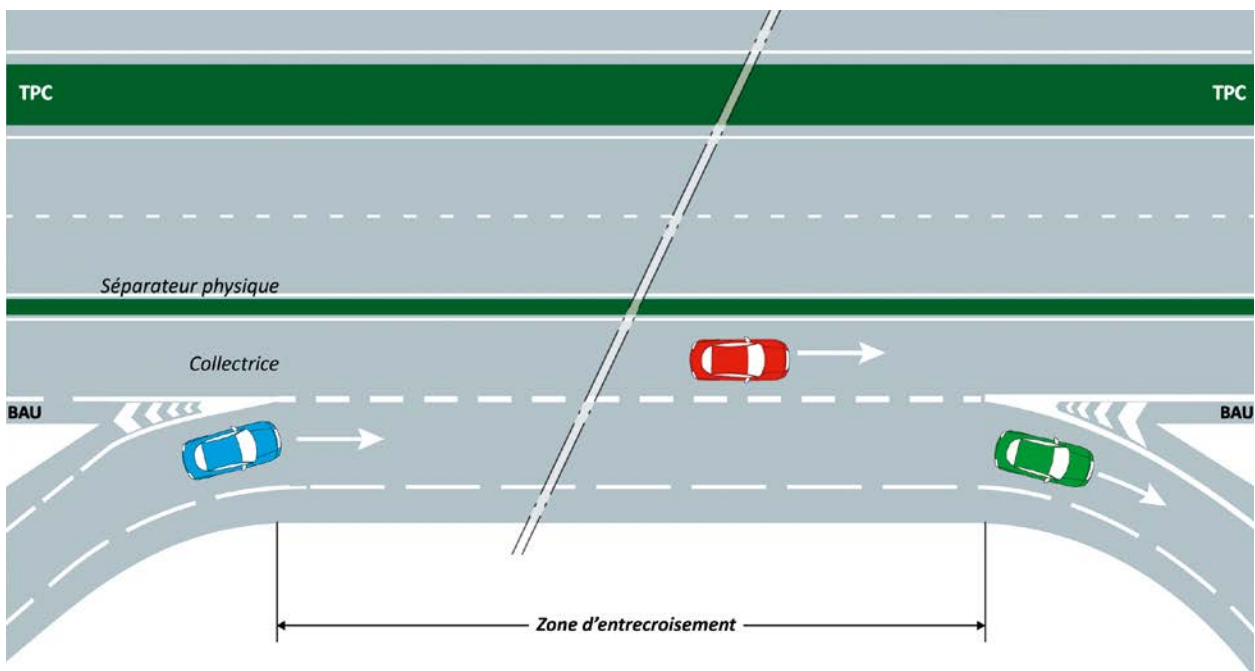 TPC TPC
Séparateur physique
Collectrice
BAU BAU
Zone d'entrecroisement